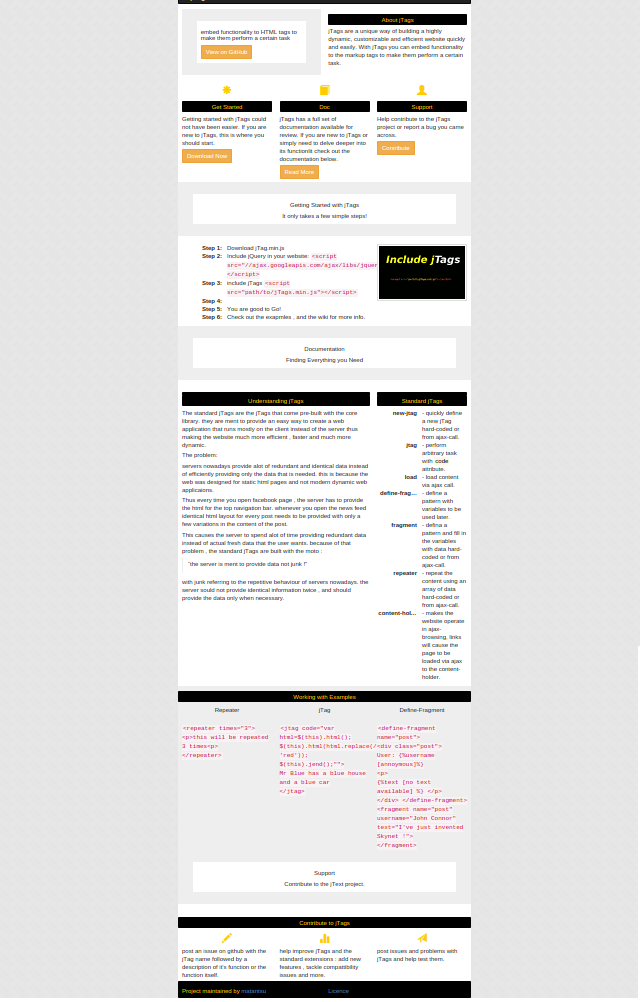 embed functionality to HTML tags to
make them perform a certain task
View on GitHub
About jTags
jTags are a unique way of building a highly
dynamic, customizable and efficient website quickly
and easily. With jTags you can embed functionality
to the markup tags to make them perform a certain
task.
Get Started
Getting started with jTags could
not have been easier. If you are
new to jTags, this is where you
should start.
Download Now
Doc
jTags has a full set of
documentation available for
review. If you are new to jTags or
simply need to delve deeper into
its functionlit check out the
documentation below.
Read More
Support
Help contribute to the jTags
project or report a bug you came
across.
Contribute
Getting Started with jTags
It only takes a few simple steps!
Step 1: Download jTag.min.js
Step 2: Include jQuery in your website: <script
src="//ajax.googleapis.com/ajax/libs/jquer
</script>
Step 3: include jTags <script
src="path/to/jTags.min.js"></script>
Step 4:
Step 5: You are good to Go!
Step 6: Check out the exapmles , and the wiki for more info.
Include jTags
Documentation
Finding Everything you Need
Understanding jTags
The standard jTags are the jTags that come pre-built with the core
library. they are ment to provide an easy way to create a web
application that runs mostly on the client instead of the server thus
making the website much more efficient , faster and much more
dynamic.
The problem:
servers nowadays provide alot of redundant and identical data instead
of efficiently providing only the data that is needed. this is because the
web was designed for static html pages and not modern dynamic web
applicaions.
Thus every time you open facebook page , the server has to provide
the html for the top navigation bar. whenever you open the news feed
identical html layout for every post needs to be provided with only a
few variations in the content of the post.
This causes the server to spend alot of time providing redundant data
instead of actual fresh data that the user wants. because of that
problem , the standard jTags are built with the moto :
"the server is ment to provide data not junk !"
with junk referring to the repetitive behaviour of servers nowadays. the
server sould not provide identical information twice , and should
provide the data only when necessary.
Standard jTags
new-jtag - quickly define
a new jTag
hard-coded or
from ajax-call.
jtag - perform
arbitrary task
with code
attribute.
load - load content
via ajax call.
define-frag... - define a
pattern with
variables to be
used later.
fragment - defina a
pattern and fill in
the variables
with data hard-
coded or from
ajax-call.
repeater - repeat the
content using an
array of data
hard-coded or
from ajax-call.
content-hol... - makes the
website operate
in ajax-
browsing, links
will cause the
page to be
loaded via ajax
to the content-
holder.
Working with Examples
Repeater
<repeater times="3">
<p>this will be repeated
3 times<p>
</repeater>
jTag
<jtag code="var
html=$(this).html();
$(this).html(html.replace(/
'red'));
$(this).jend();"">
Mr Blue has a blue house
and a blue car
</jtag>
Define-Fragment
<define-fragment
name="post">
<div class="post">
User: {%username
[annoymous]%}
<p>
{%text [no text
available] %} </p>
</div> </define-fragment>
<fragment name="post"
username="John Connor"
text="I've just invented
Skynet !">
</fragment>
Support
Contribute to the jText project.
Contribute to jTags
post an issue on github with the
jTag name followed by a
description of it's function or the
function itself.
help improve jTags and the
standard extensions : add new
features , tackle compatibility
issues and more.
post issues and problems with
jTags and help test them.
Project maintained by
Licence